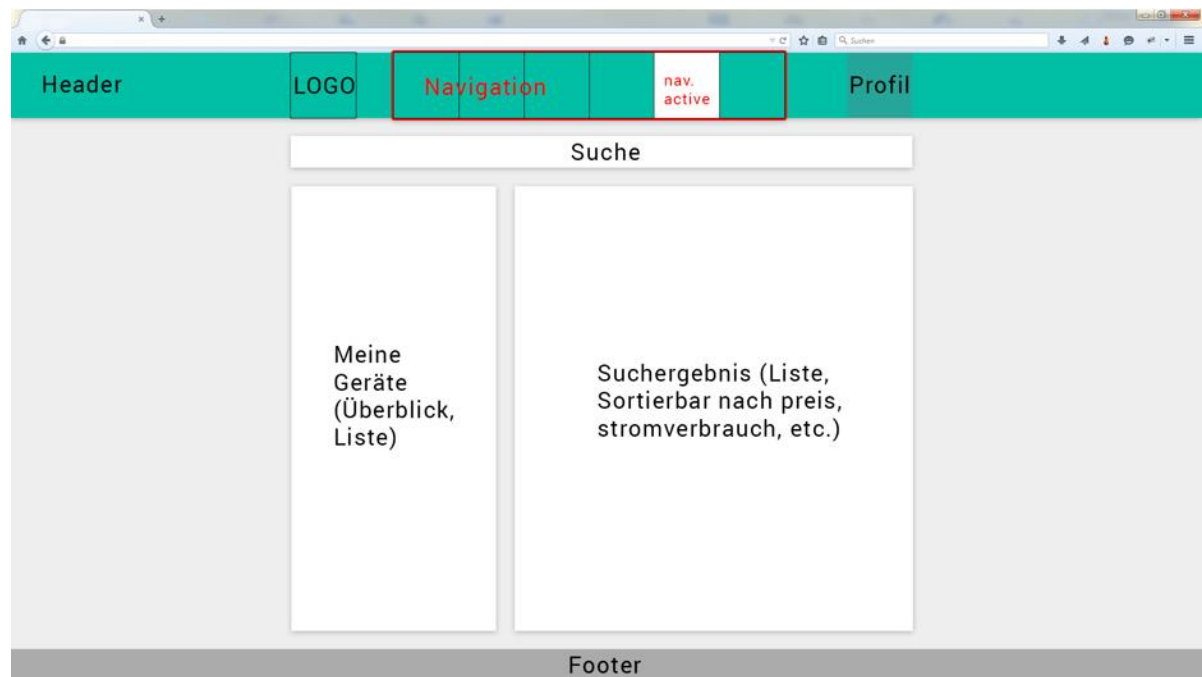 Suchen
Header
LOGO
Navigation
nav.
active
Profil
Suche
Meine
Geräte
(Überblick,
Liste)
Suchergebnis (Liste,
Sortierbar nach preis,
stromverbrauch, etc.)
Footer